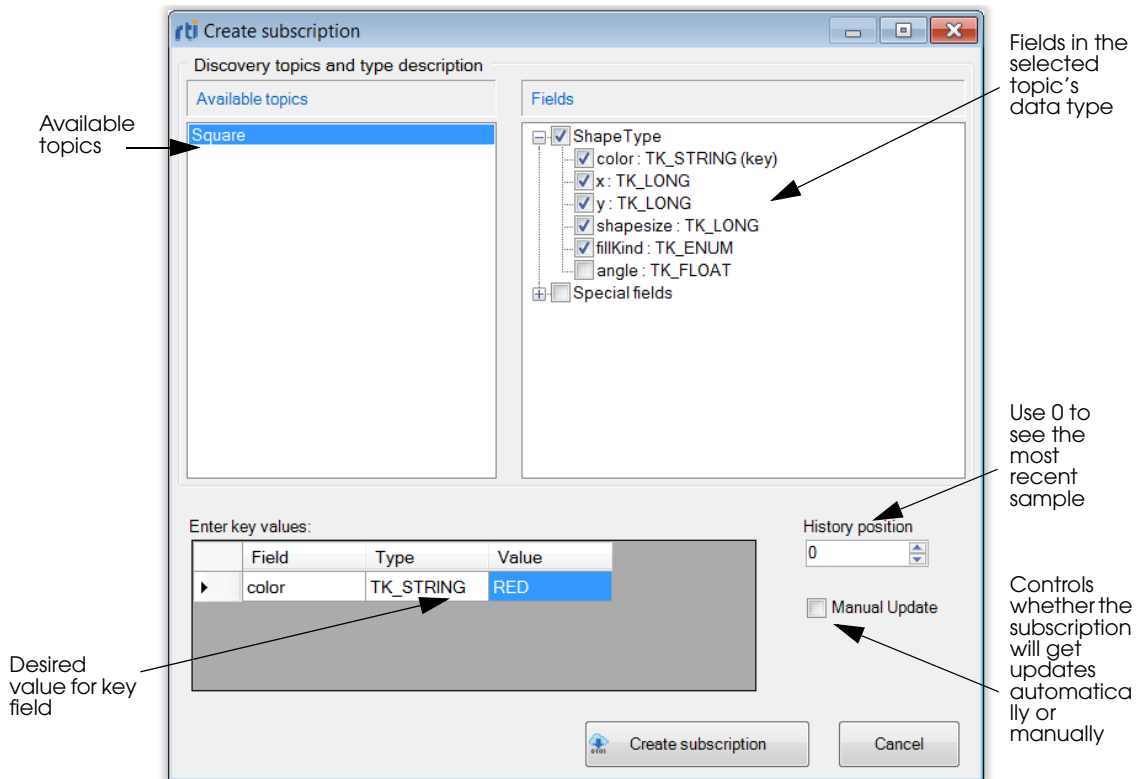 rti Create subscription
Discovery topics and type description
Available topics
Fields
Square
ShapeType
color : TK_STRING (key)
x : TK_LONG
y : TK_LONG
shapesize : TK_LONG
fillKind : TK_ENUM
angle : TK_FLOAT
Special fields
Available
topics
Fields in the
selected
topic's
data type
Use 0 to
see the
most
recent
sample
Enter key values:
Field Type Value
color TK_STRING RED
History position
0
Manual Update
Controls
whether the
subscription
will get
updates
automatica
lly or
manually
Desired
value for key
field
Create subscription
Cancel